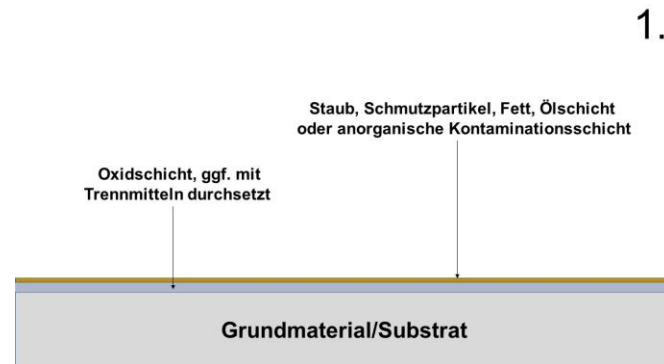 1.
Staub, Schmutzpartikel, Fett, Ölschicht
oder anorganische Kontaminationsschicht
Oxidschicht, ggf. mit
Trennmitteln durchsetzt
Grundmaterial/Substrat